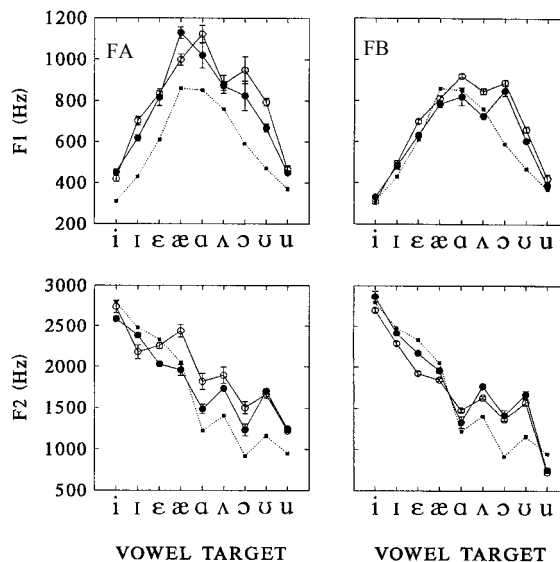 FA
FB
1200
1000
800
600
400
200
F1 (Hz)
i ɪ ɛ æ ɑ ʌ ɔ ʊ u
i ɪ ɛ æ ɑ ʌ ɔ ʊ u
3000
2500
2000
1500
1000
500
F2 (Hz)
i ɪ ɛ æ ɑ ʌ ɔ ʊ u
i ɪ ɛ æ ɑ ʌ ɔ ʊ u
VOWEL TARGET
VOWEL TARGET